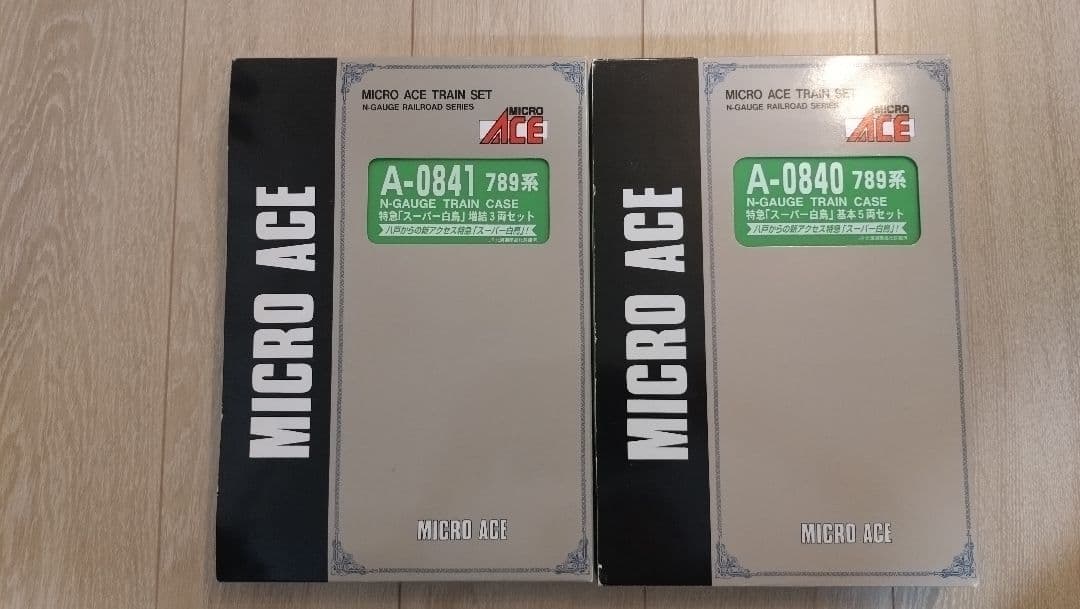 MICRO ACE
MICRO ACE TRAIN SET
N-GAUGE RAILROAD SERIES
MICRO
ACE
A-0841 789系
N-GAUGE TRAIN CASE
特急「スーパー白鳥」増結3両セット
八戸からの新アクセス特急「スーパー白鳥」!
MICRO ACE
MICRO ACE
MICRO ACE TRAIN SET
N-GAUGE RAILROAD SERIES
MICRO
ACE
A-0840 789系
N-GAUGE TRAIN CASE
特急「スーパー白鳥」基本5両セット
八戸からの新アクセス特急「スーパー白鳥」!
MICRO ACE